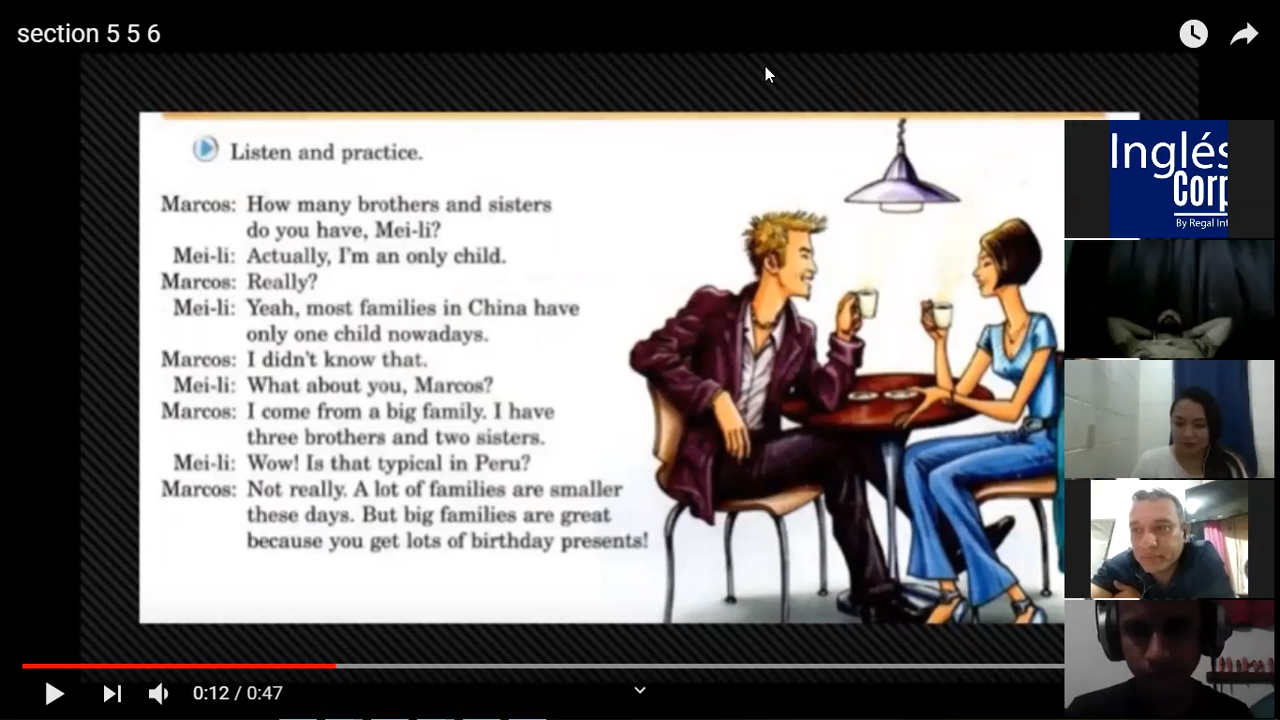 section 5 5 6
Listen and practice.
Marcos: How many brothers and sisters
do you have, Mei-li?
Mei-li: Actually, I'm an only child.
Marcos: Really?
Mei-li: Yeah, most families in China have
only one child nowadays.
Marcos: I didn't know that.
Mei-li: What about you, Marcos?
Marcos: I come from a big family. I have
three brothers and two sisters.
Mei-li: Wow! Is that typical in Peru?
Marcos: Not really. A lot of families are smaller
these days. But big families are great
because you get lots of birthday presents!
Inglés
Corp
By Regal Int
0:12 / 0:47